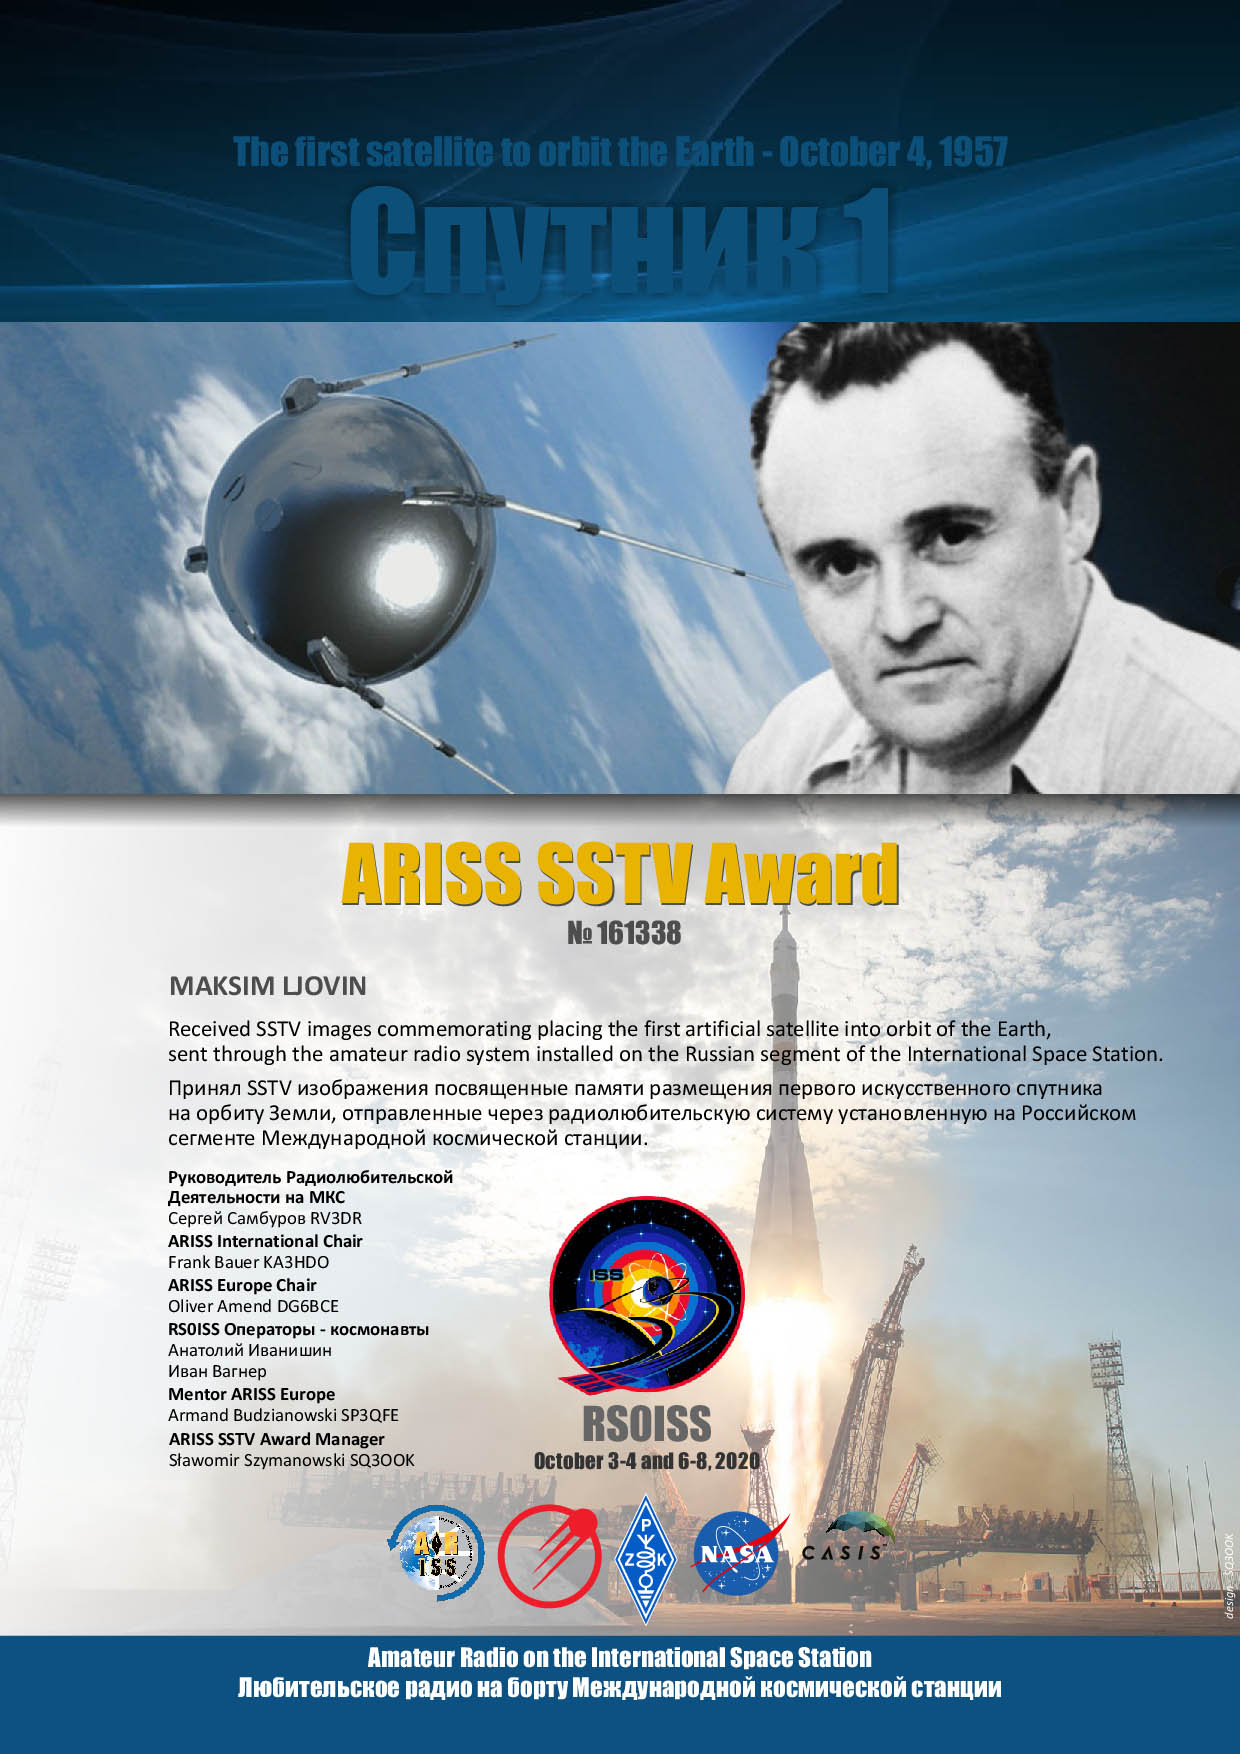 The first satellite to orbit the Earth - October 4, 1957
Спутник 1
ARISS SSTV Award
№ 161338
MAKSIM LJOVIN
Received SSTV images commemorating placing the first artificial satellite into orbit of the Earth,
sent through the amateur radio system installed on the Russian segment of the International Space Station.
Принял SSTV изображения посвященные памяти размещения первого искусственного спутника
на орбиту Земли, отправленные через радиолюбительскую систему установленную на Российском
сегменте Международной космической станции.
Руководитель Радиолюбительской
Деятельности на МКС
Сергей Самбуров RV3DR
ARISS International Chair
Frank Bauer KA3HDO
ARISS Europe Chair
Oliver Amend DG6BCE
RS0ISS Операторы - космонавты
Анатолий Иванишин
Иван Вагнер
Mentor ARISS Europe
Armand Budzianowski SP3QFE
ARISS SSTV Award Manager
Sławomir Szymanowski SQ3OOK
ISS
RS0ISS
October 3-4 and 6-8, 2020
AR
ISS
P
Z K
NASA
CASIS
design - SQ3OOK
Amateur Radio on the International Space Station
Любительское радио на борту Международной космической станции